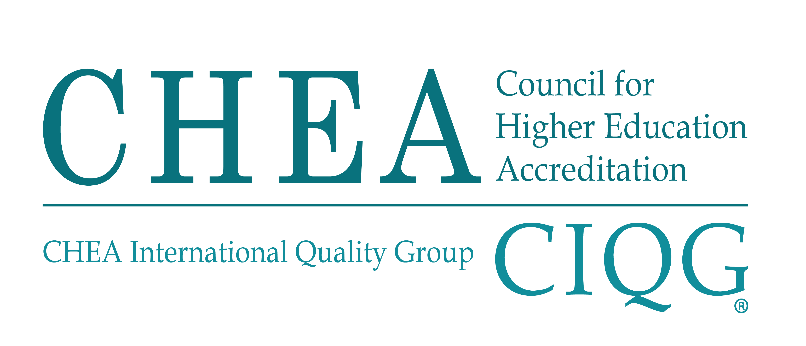 CHEA
Council for
Higher Education
Accreditation
CHEA International Quality Group
CIQG®